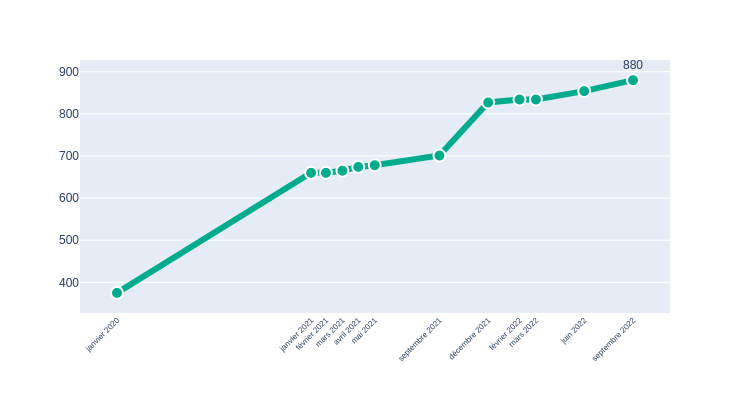 880
900
800
700
600
500
400
janvier 2020
janvier 2021
février 2021
mars 2021
avril 2021
mai 2021
septembre 2021
décembre 2021
février 2022
mars 2022
juin 2022
septembre 2022